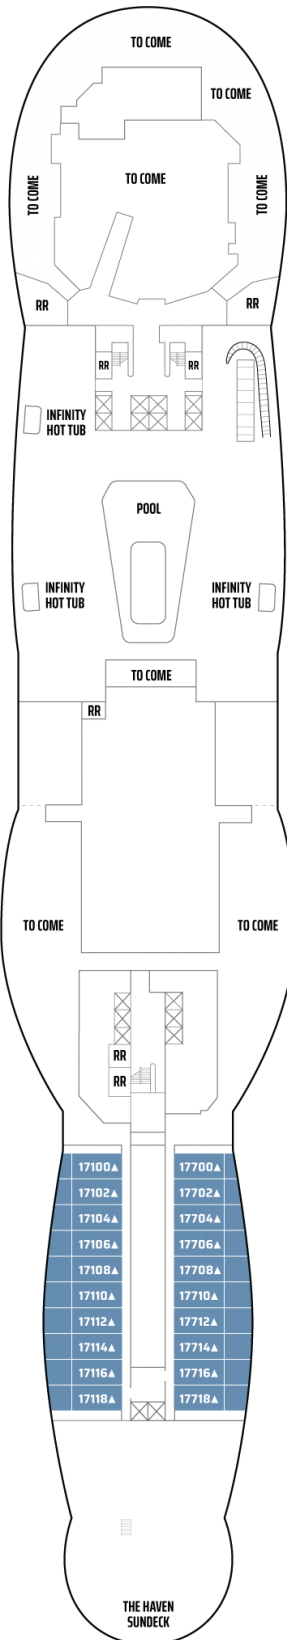 TO COME
TO COME
TO COME
TO COME
TO COME
RR
RR
RR
RR
INFINITY
HOT TUB
POOL
INFINITY
HOT TUB
INFINITY
HOT TUB
TO COME
RR
TO COME
TO COME
RR
RR
17100▲ 17700▲
17102▲ 17702▲
17104▲ 17704▲
17106▲ 17706▲
17108▲ 17708▲
17110▲ 17710▲
17112▲ 17712▲
17114▲ 17714▲
17116▲ 17716▲
17118▲ 17718▲
THE HAVEN
SUNDECK